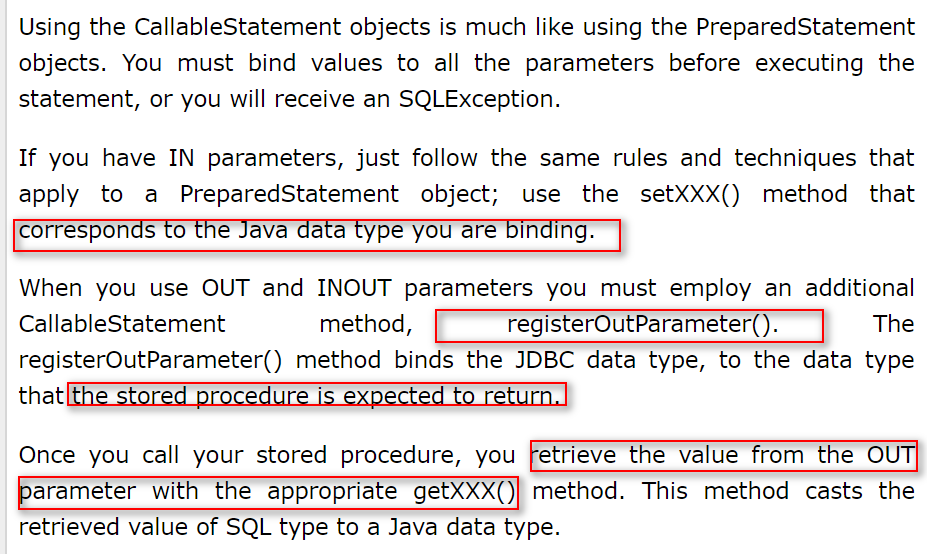 Using the CallableStatement objects is much like using the PreparedStatement
objects. You must bind values to all the parameters before executing the
statement, or you will receive an SQLException.
If you have IN parameters, just follow the same rules and techniques that
apply to a PreparedStatement object; use the setXXX() method that
corresponds to the Java data type you are binding.
When you use OUT and INOUT parameters you must employ an additional
CallableStatement method, registerOutParameter(). The
registerOutParameter() method binds the JDBC data type, to the data type
that the stored procedure is expected to return.
Once you call your stored procedure, you retrieve the value from the OUT
parameter with the appropriate getXXX() method. This method casts the
retrieved value of SQL type to a Java data type.